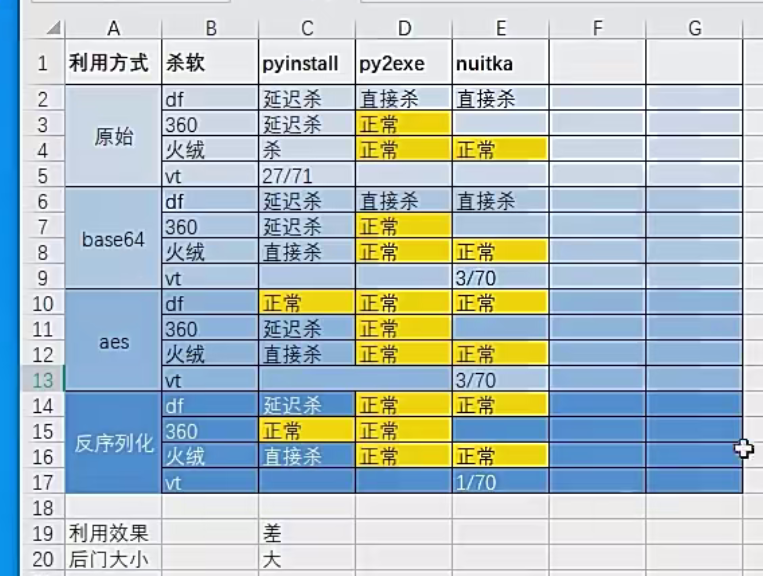 A B C D E F G
1 利用方式 杀软 pyinstall py2exe nuitka
2 df 延迟杀 直接杀 直接杀
3 原始 360 延迟杀 正常
4 火绒 杀 正常 正常
5 vt 27/71
6 df 延迟杀 直接杀 直接杀
7 base64 360 延迟杀 正常
8 火绒 直接杀 正常 正常
9 vt 3/70
10 df 正常 正常 正常
11 aes 360 延迟杀 正常
12 火绒 直接杀 正常 正常
13 vt 3/70
14 df 延迟杀 正常 正常
15 反序列化 360 正常 正常
16 火绒 直接杀 正常 正常
17 vt 1/70
18
19 利用效果 差
20 后门大小 大